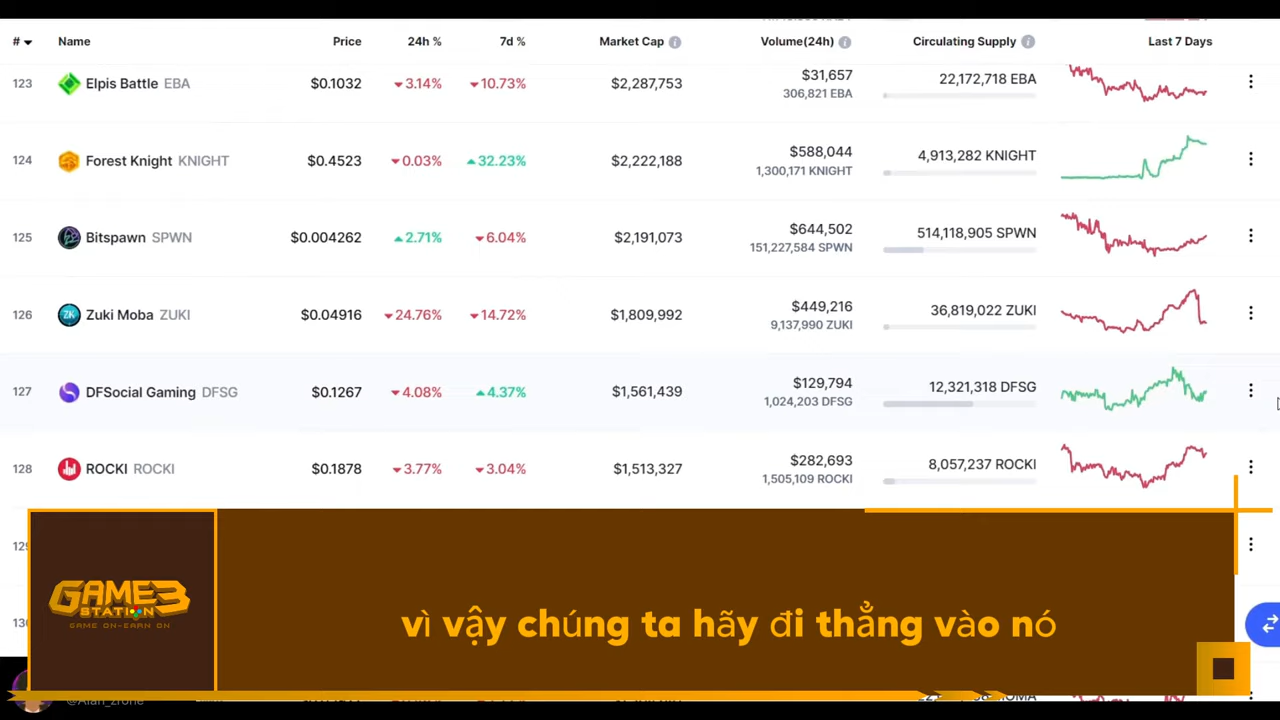 # Name Price 24h % 7d % Market Cap Volume(24h) Circulating Supply Last 7 Days
123 Elpis Battle EBA $0.1032 3.14% 10.73% $2,287,753 $31,657 22,172,718 EBA
306,821 EBA
124 Forest Knight KNIGHT $0.4523 0.03% 32.23% $2,222,188 $588,044 4,913,282 KNIGHT
1,300,171 KNIGHT
125 Bitspawn SPWN $0.004262 2.71% 6.04% $2,191,073 $644,502 514,118,905 SPWN
151,227,584 SPWN
126 Zuki Moba ZUKI $0.04916 24.76% 14.72% $1,809,992 $449,216 36,819,022 ZUKI
9,137,990 ZUKI
127 DFSocial Gaming DFSG $0.1267 4.08% 4.37% $1,561,439 $129,794 12,321,318 DFSG
1,024,203 DFSG
128 ROCKI ROCKI $0.1878 3.77% 3.04% $1,513,327 $282,693 8,057,237 ROCKI
1,505,109 ROCKI
GAME3
STATION
GAME ON-EARN ON
vì vậy chúng ta hãy đi thẳng vào nó